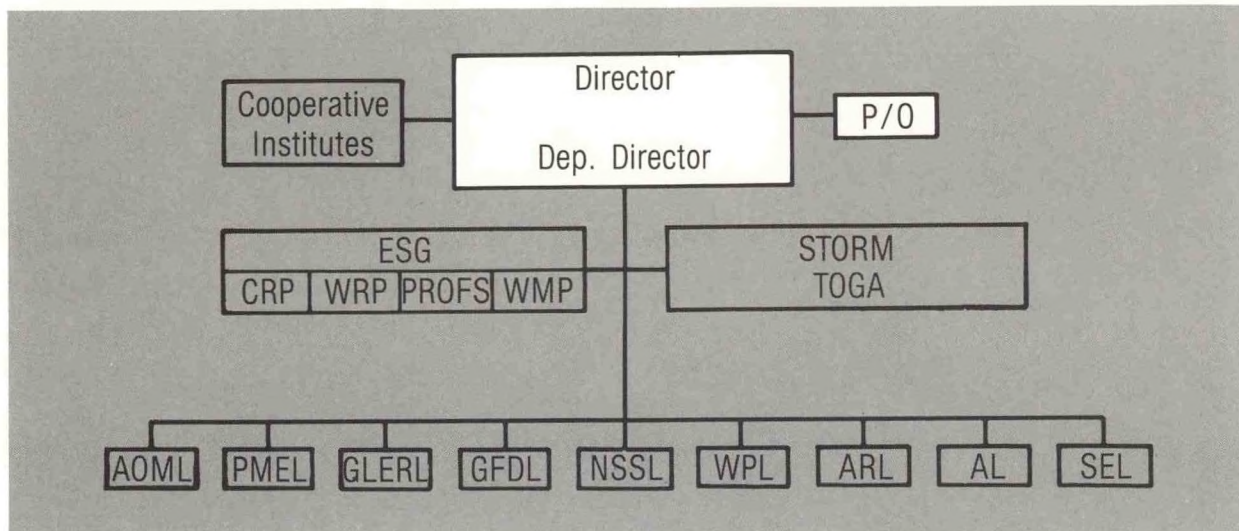 Director
Cooperative
Institutes
P/O
Dep. Director
ESG
CRP WRP PROFS WMP
STORM
TOGA
AOML PMEL GLERL GFDL NSSL WPL ARL AL SEL